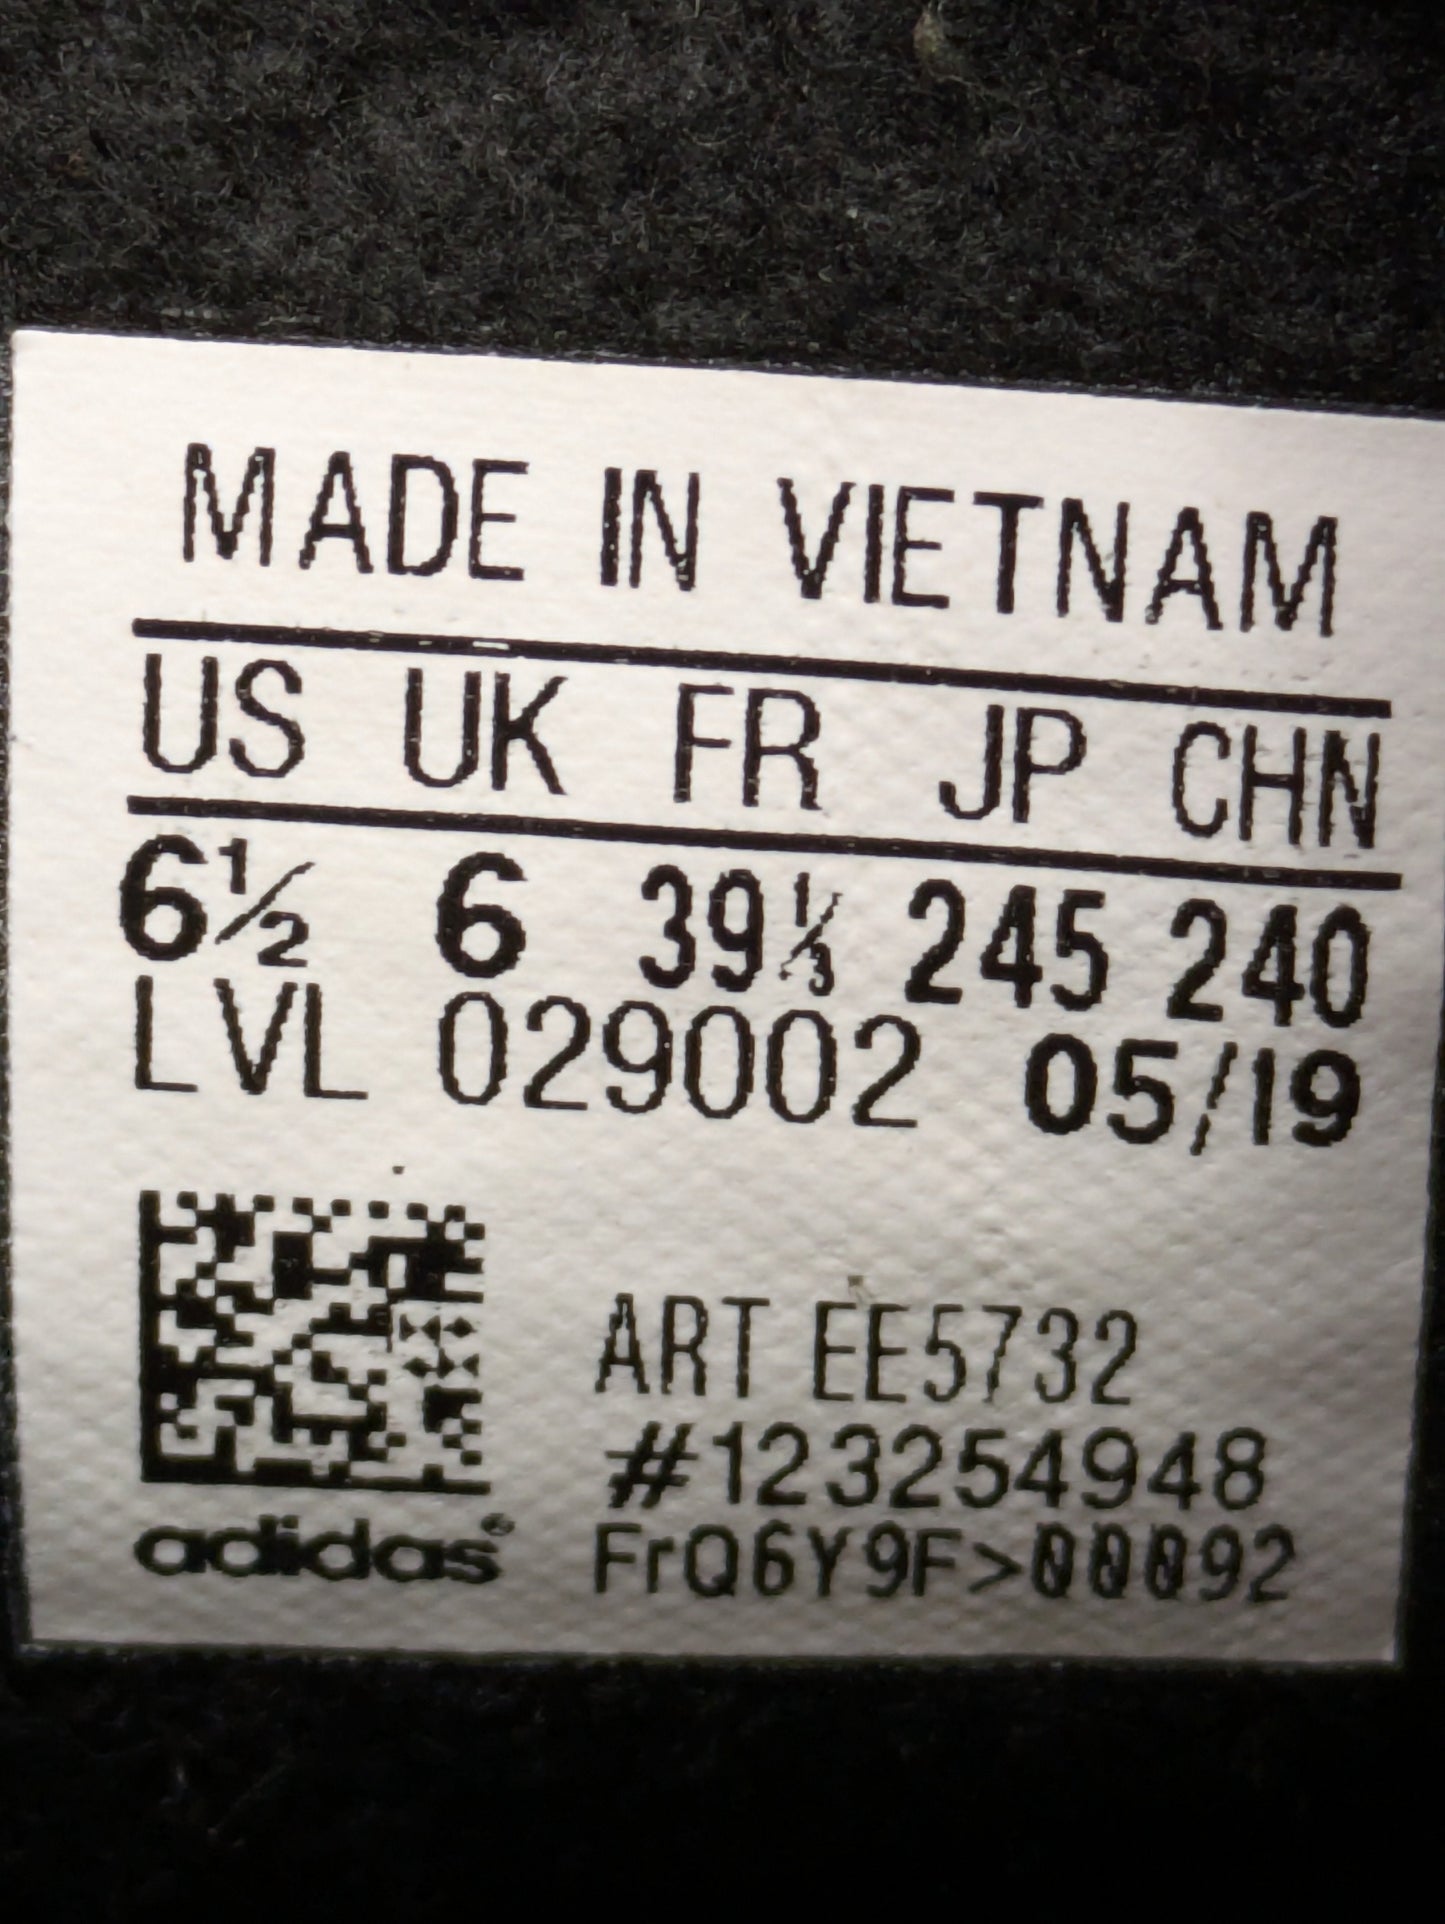 MADE IN VIETNAM
US UK FR JP CHN
6½ 6 39⅓ 245 240
LVL 029002 05/19
ART EE5732
#123254948
FrQ6Y9F>00092
adidas®